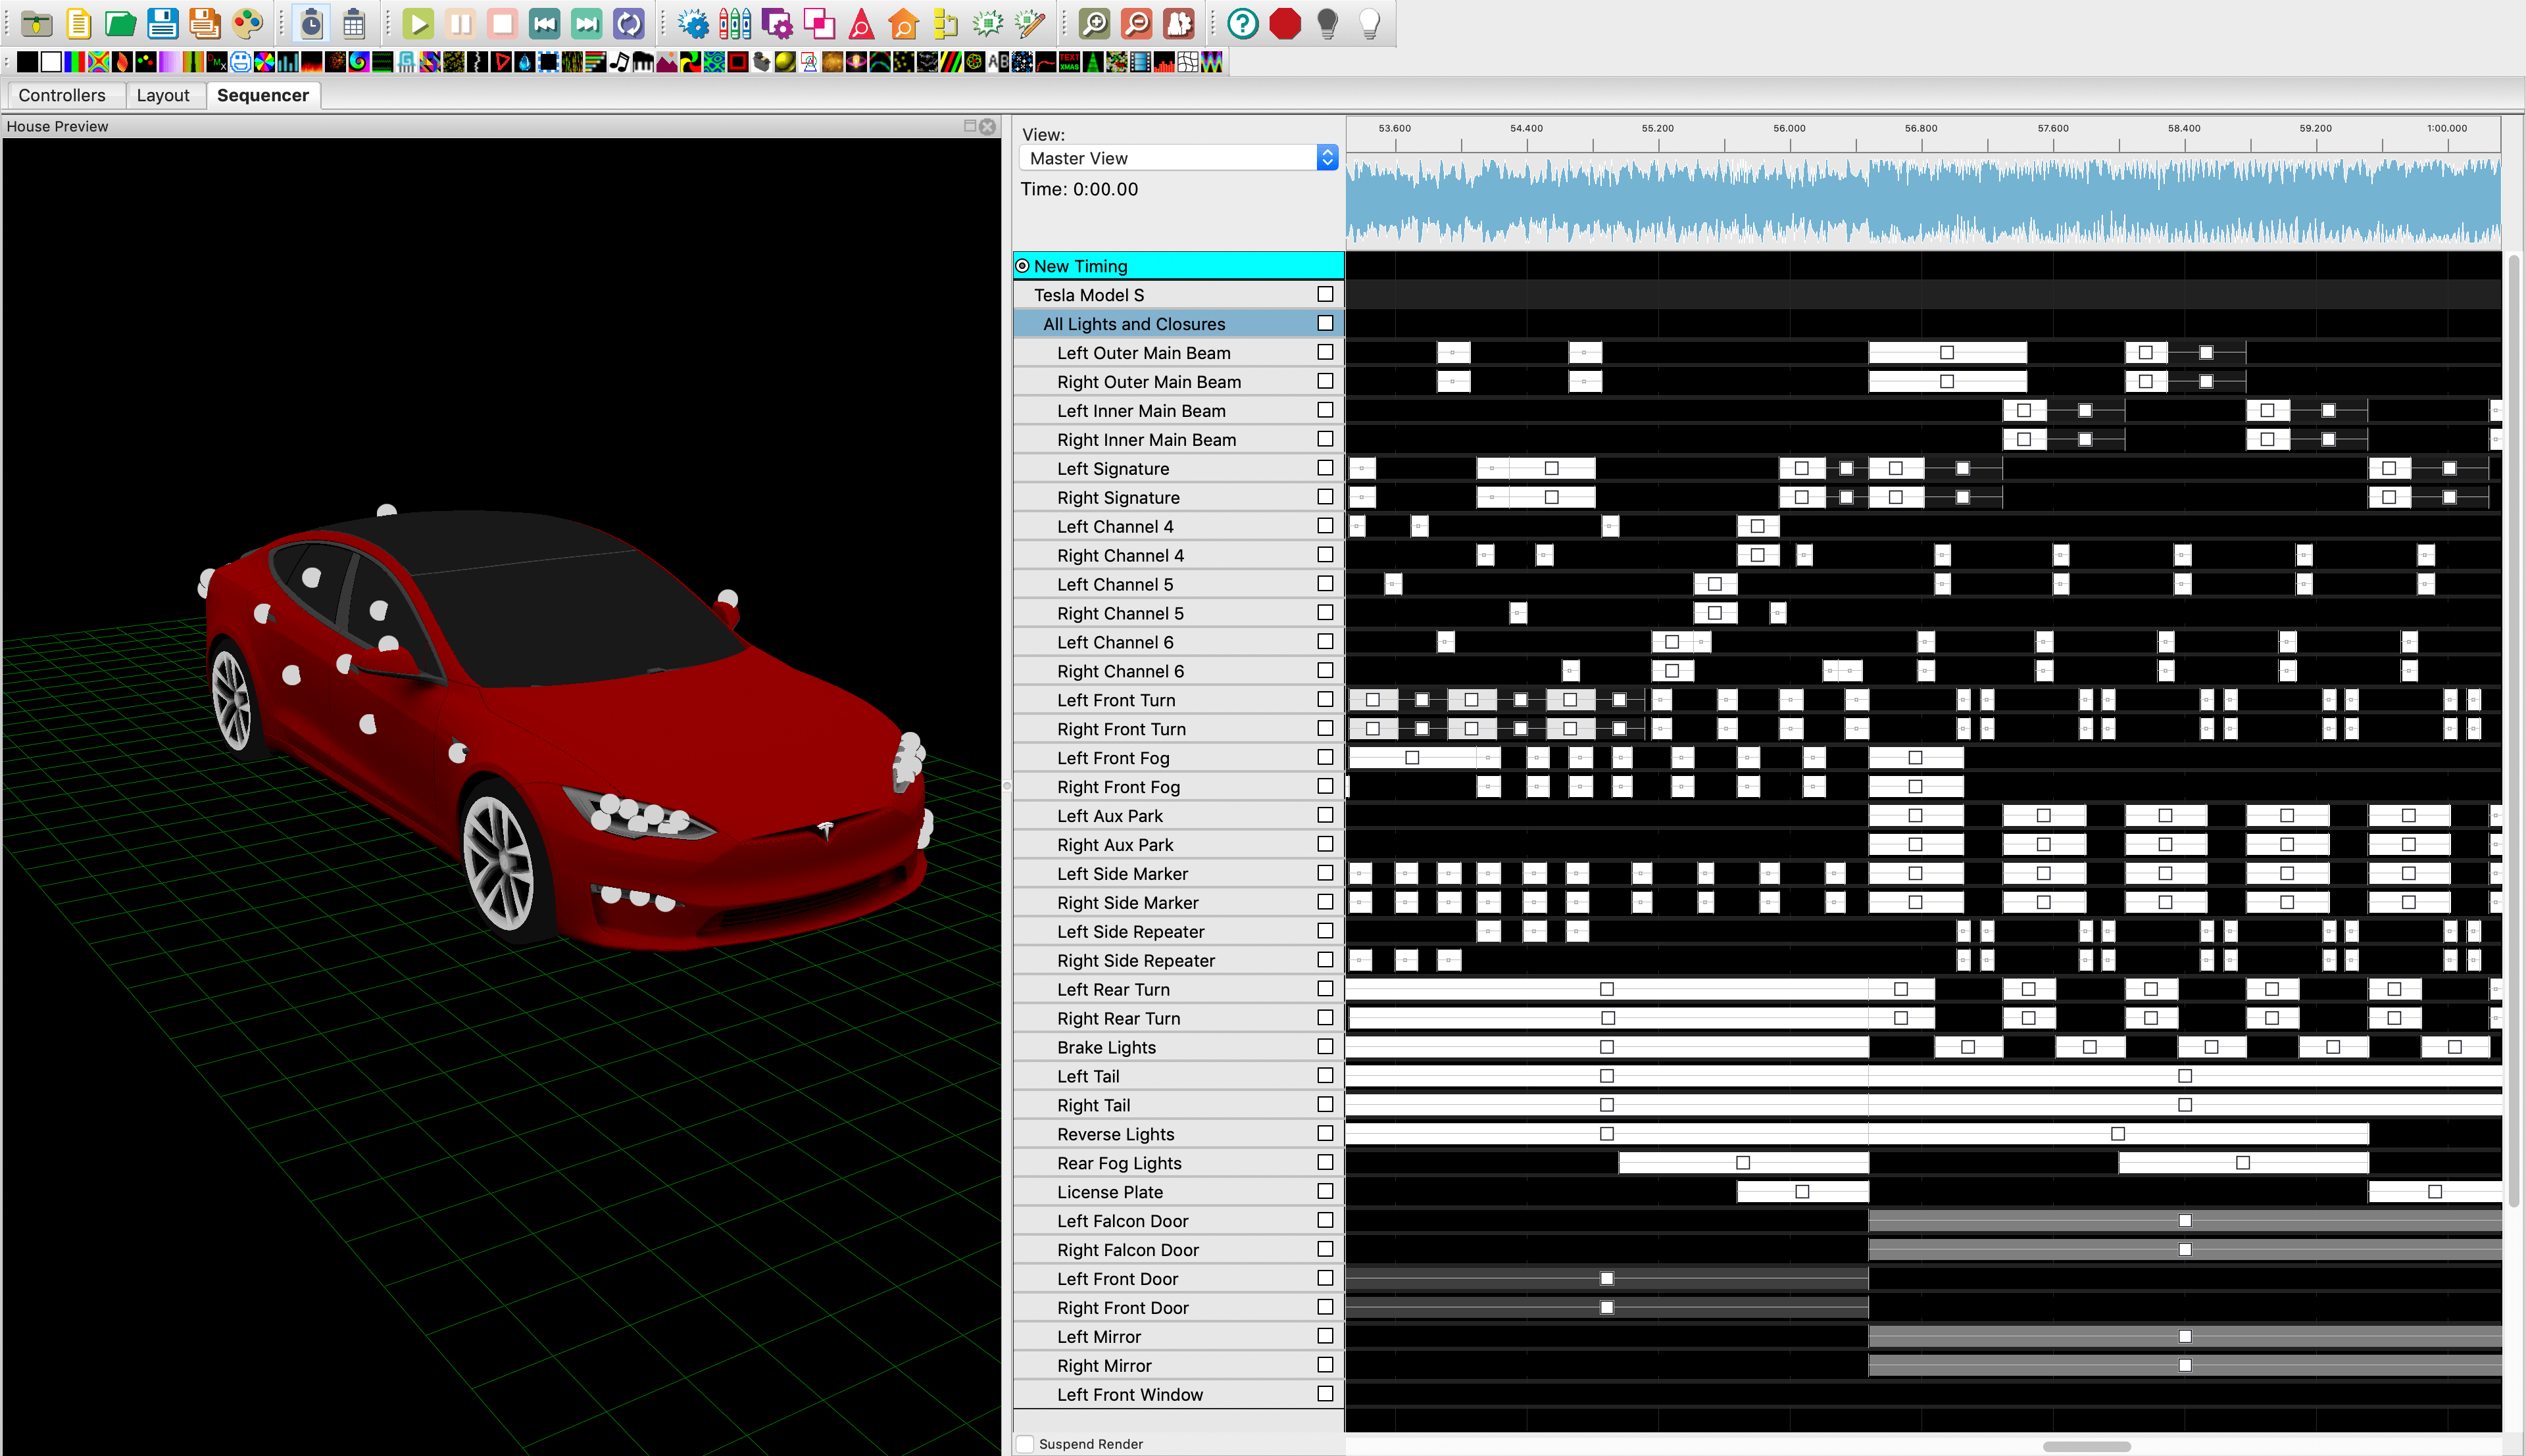 Controllers
Layout
Sequencer
House Preview
View:
Master View
Time: 0:00.00
53.600 54.400 55.200 56.000 56.800 57.600 58.400 59.200 1:00.000
New Timing
Tesla Model S
All Lights and Closures
Left Outer Main Beam
Right Outer Main Beam
Left Inner Main Beam
Right Inner Main Beam
Left Signature
Right Signature
Left Channel 4
Right Channel 4
Left Channel 5
Right Channel 5
Left Channel 6
Right Channel 6
Left Front Turn
Right Front Turn
Left Front Fog
Right Front Fog
Left Aux Park
Right Aux Park
Left Side Marker
Right Side Marker
Left Side Repeater
Right Side Repeater
Left Rear Turn
Right Rear Turn
Brake Lights
Left Tail
Right Tail
Reverse Lights
Rear Fog Lights
License Plate
Left Falcon Door
Right Falcon Door
Left Front Door
Right Front Door
Left Mirror
Right Mirror
Left Front Window
Suspend Render